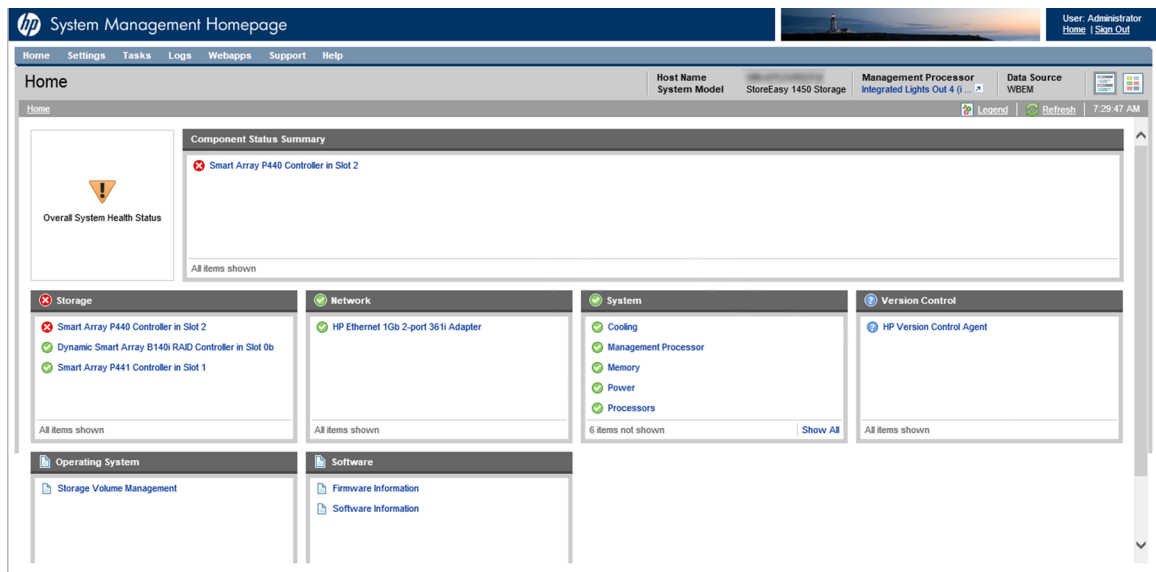 hp System Management Homepage
User: Administrator
Home | Sign Out
Home Settings Tasks Logs Webapps Support Help
Home
Host Name
System Model StoreEasy 1450 Storage
Management Processor
Integrated Lights Out 4 (i ...
Data Source
WBEM
Home
Legend Refresh 7:29:47 AM
Overall System Health Status
Component Status Summary
Smart Array P440 Controller in Slot 2
All items shown
Storage
Smart Array P440 Controller in Slot 2
Dynamic Smart Array B140i RAID Controller in Slot 0b
Smart Array P441 Controller in Slot 1
All items shown
Network
HP Ethernet 1Gb 2-port 361i Adapter
All items shown
System
Cooling
Management Processor
Memory
Power
Processors
6 items not shown Show All
Version Control
HP Version Control Agent
All items shown
Operating System
Storage Volume Management
Software
Firmware Information
Software Information